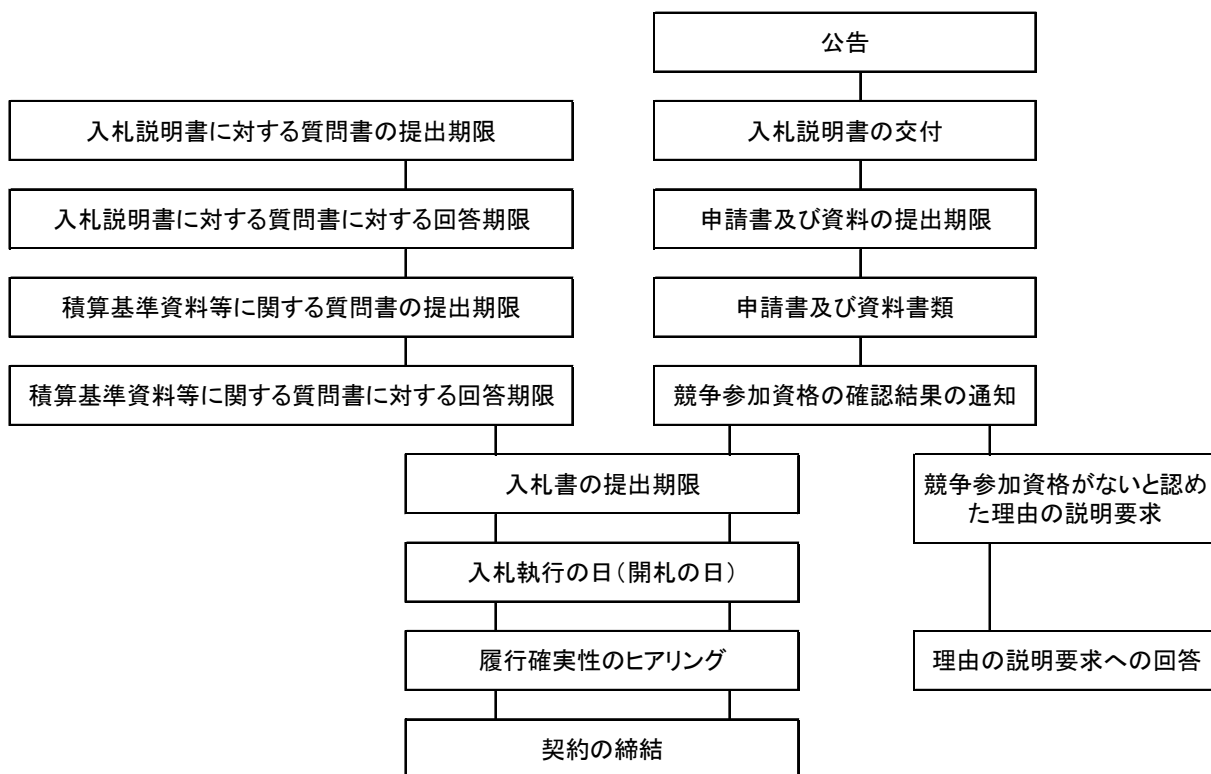 公告
入札説明書に対する質問書の提出期限
入札説明書の交付
入札説明書に対する質問書に対する回答期限
申請書及び資料の提出期限
積算基準資料等に関する質問書の提出期限
申請書及び資料書類
積算基準資料等に関する質問書に対する回答期限
競争参加資格の確認結果の通知
入札書の提出期限
競争参加資格がないと認め
た理由の説明要求
入札執行の日(開札の日)
履行確実性のヒアリング
理由の説明要求への回答
契約の締結